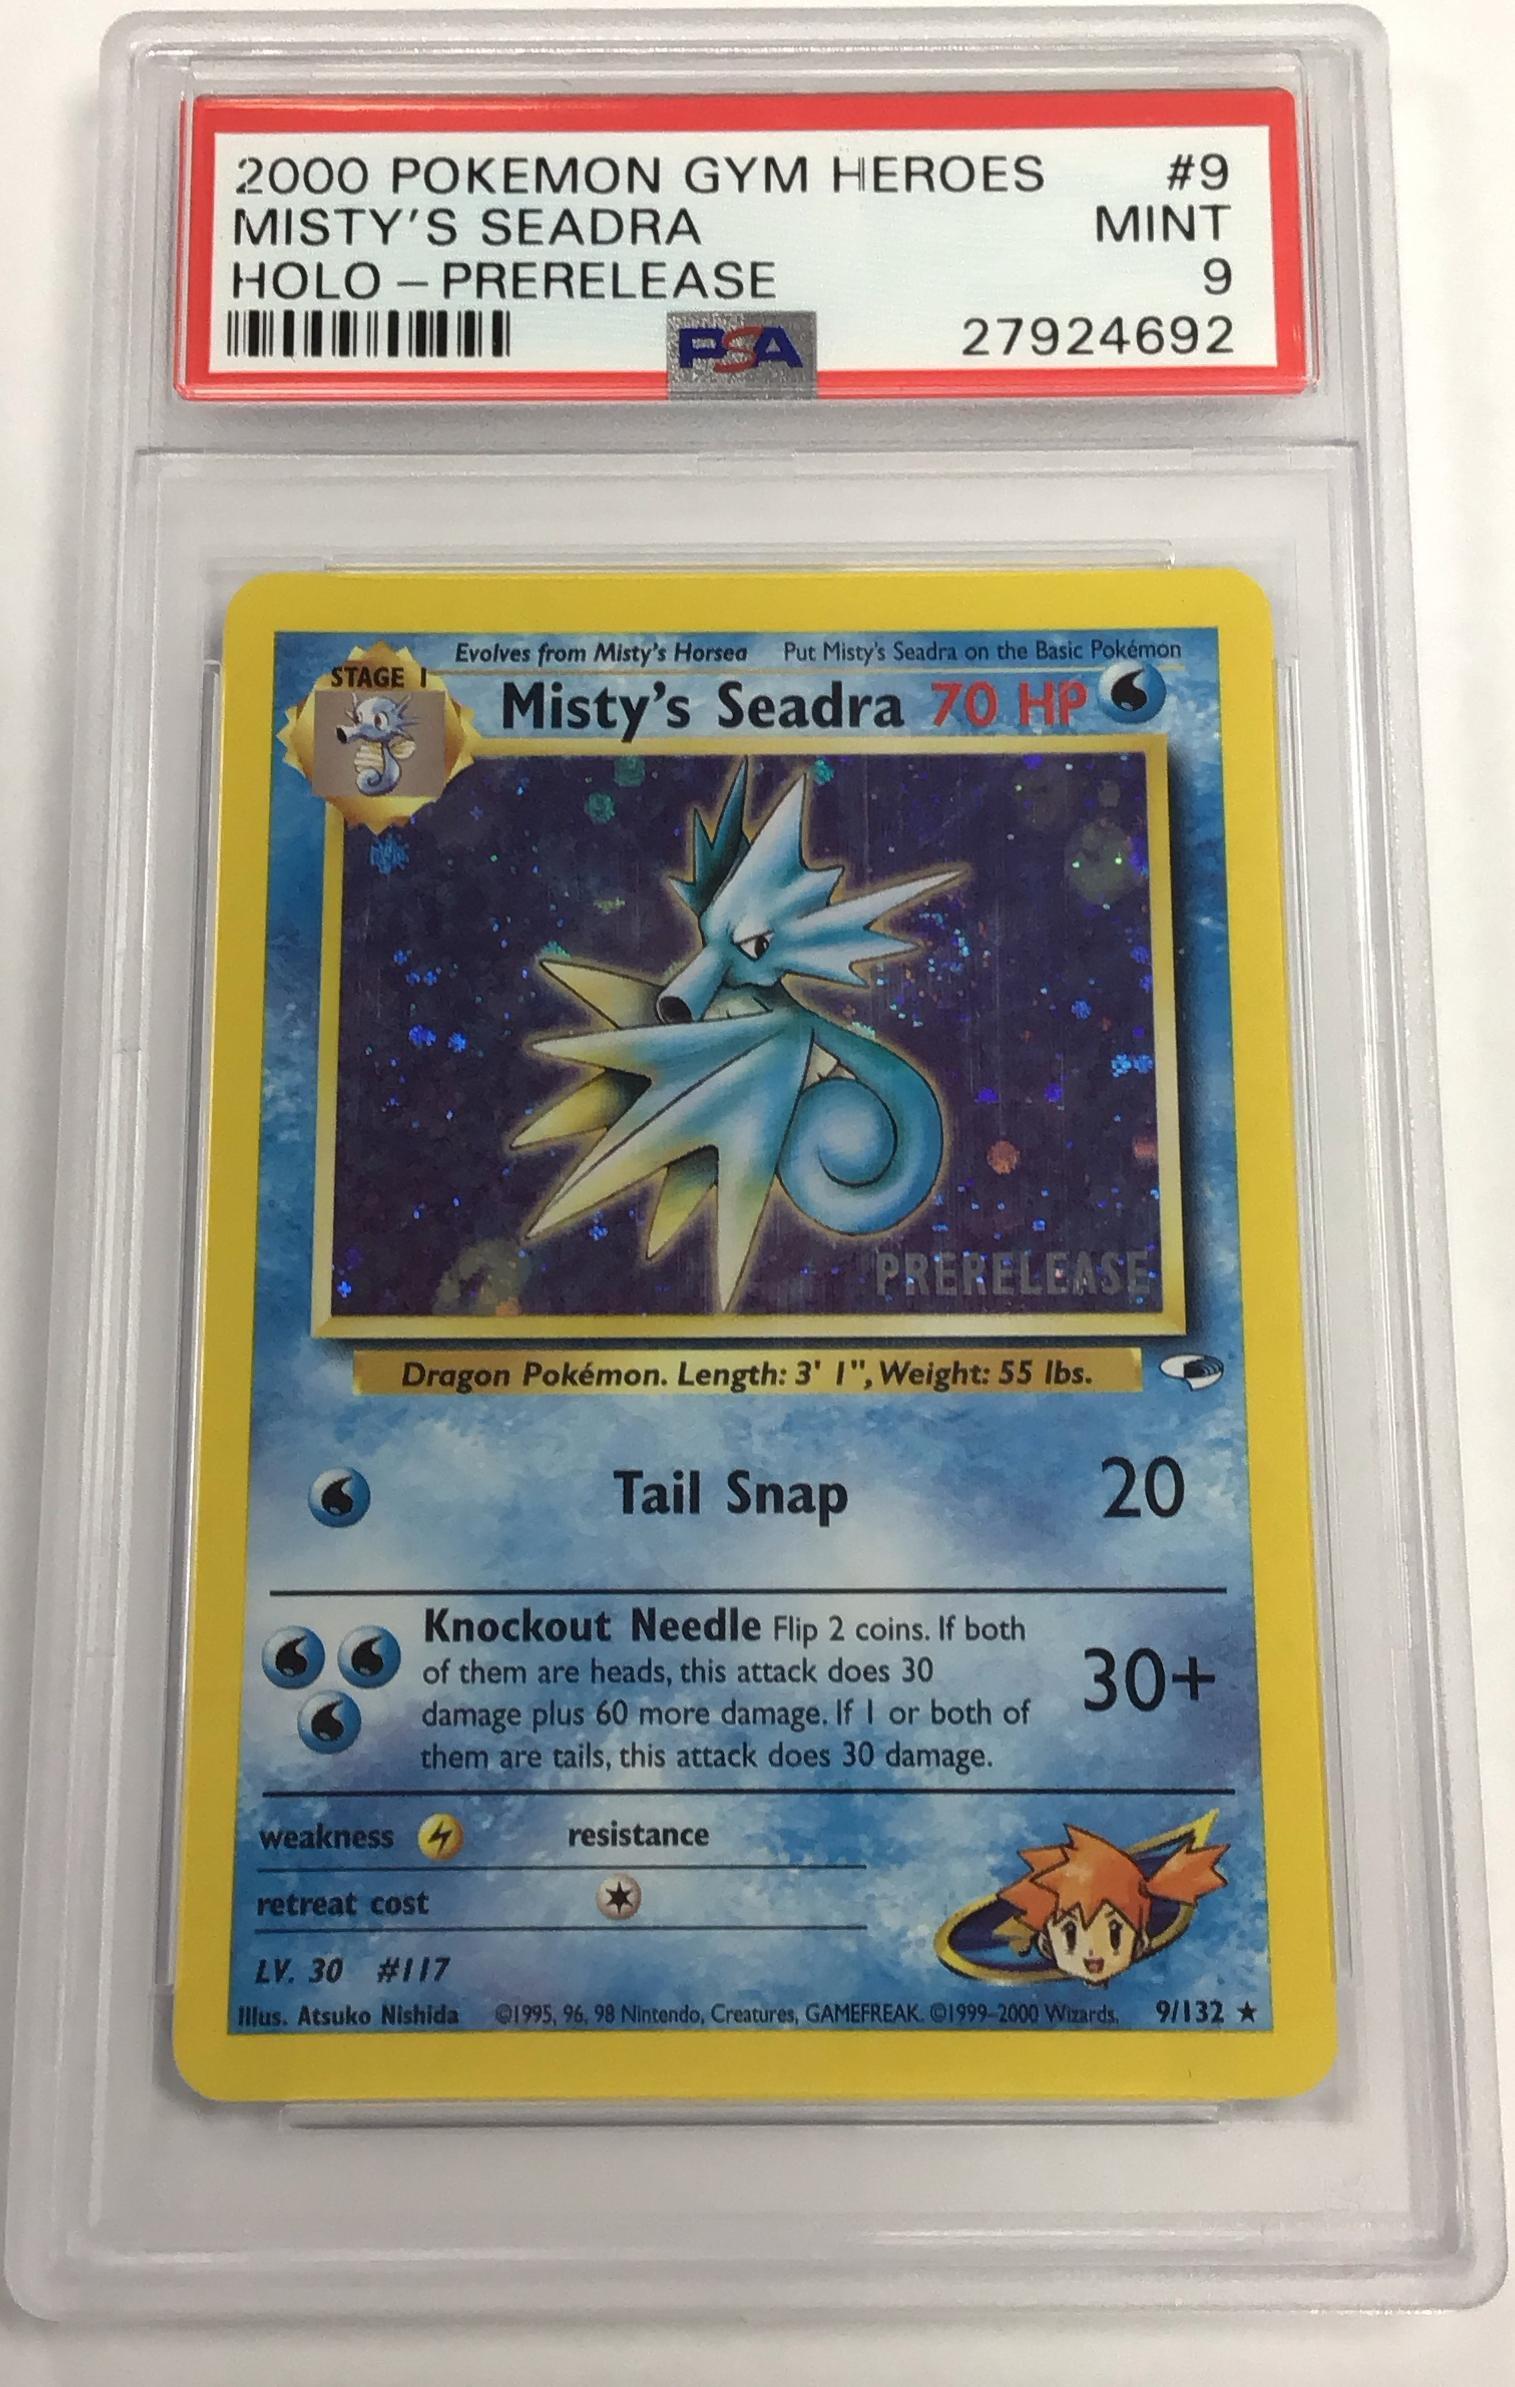 2000 POKEMON GYM HEROES #9
MISTY'S SEADRA MINT
HOLO – PRERELEASE 9
PSA 27924692
Evolves from Misty's Horsea Put Misty's Seadra on the Basic Pokémon
STAGE 1
Misty's Seadra 70 HP
PRERELEASE
Dragon Pokémon. Length: 3' 1", Weight: 55 lbs.
Tail Snap 20
Knockout Needle Flip 2 coins. If both
of them are heads, this attack does 30
damage plus 60 more damage. If 1 or both of
them are tails, this attack does 30 damage.
30+
weakness resistance
retreat cost
LV. 30 #117
Illus. Atsuko Nishida ©1995, 96, 98 Nintendo, Creatures, GAMEFREAK. ©1999-2000 Wizards. 9/132 ★